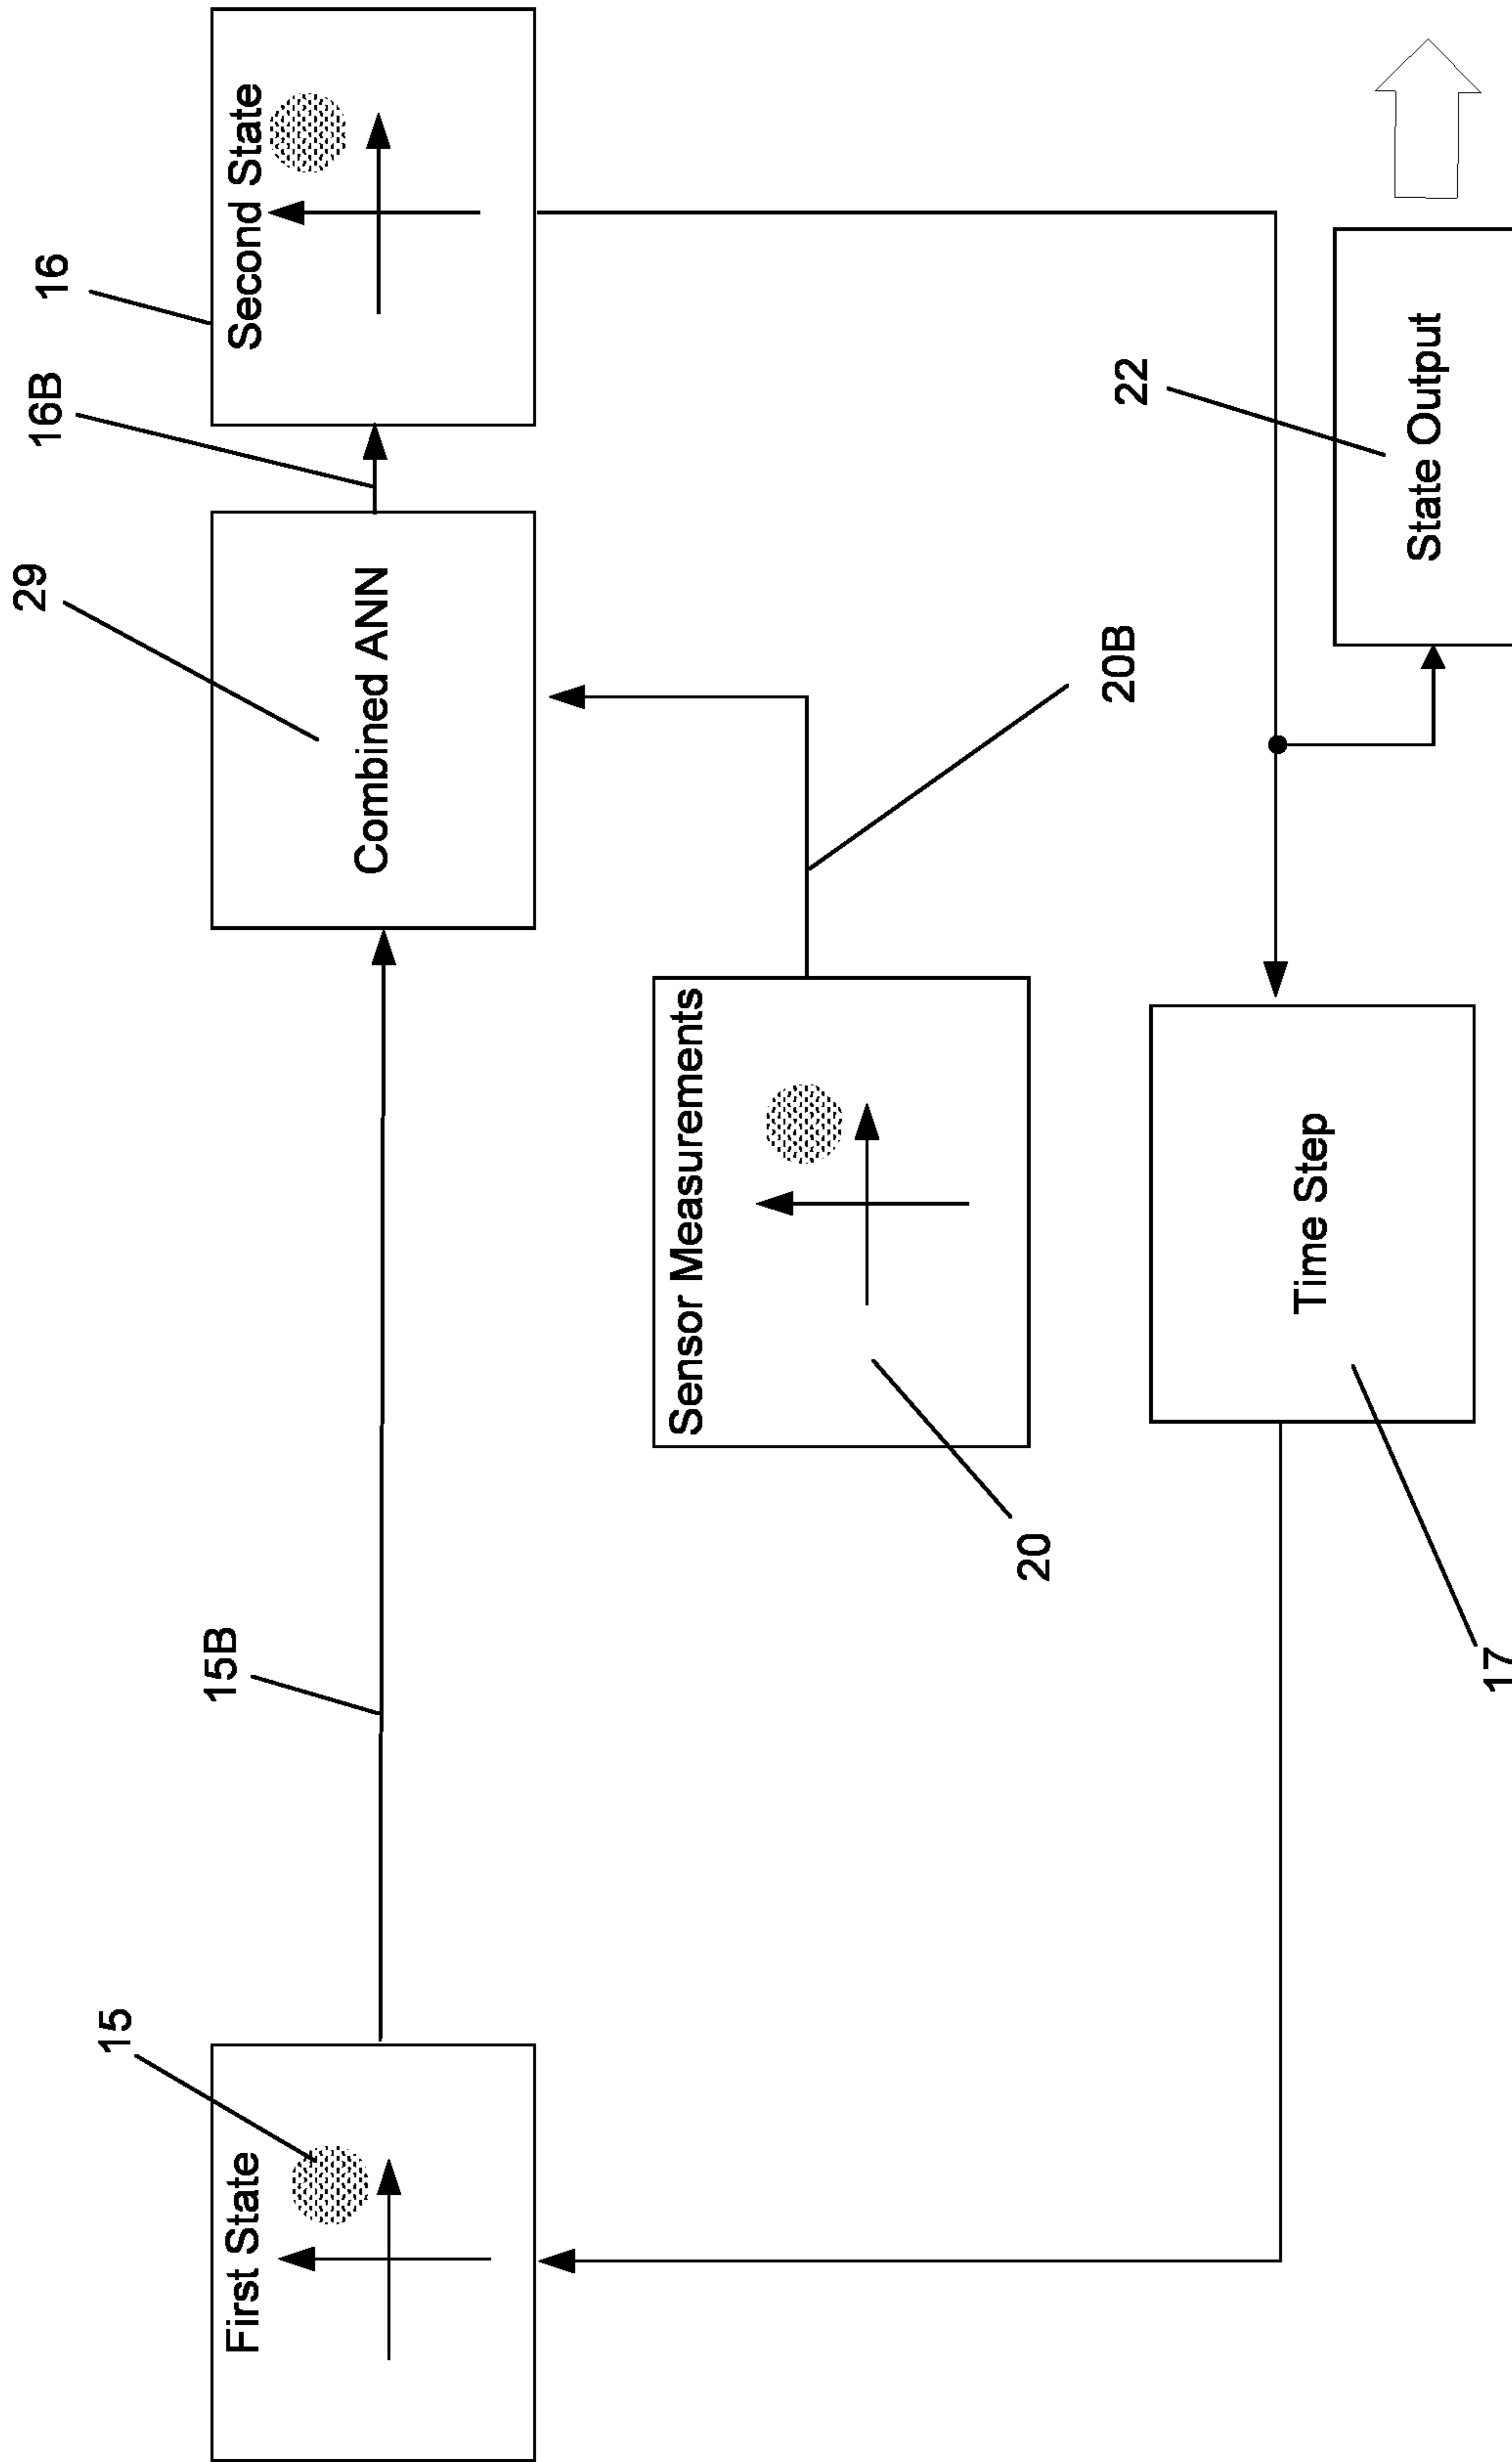 First State
15
15B
Combined ANN
29
16B
Second State
16
Sensor Measurements
20
20B
Time Step
17
State Output
22